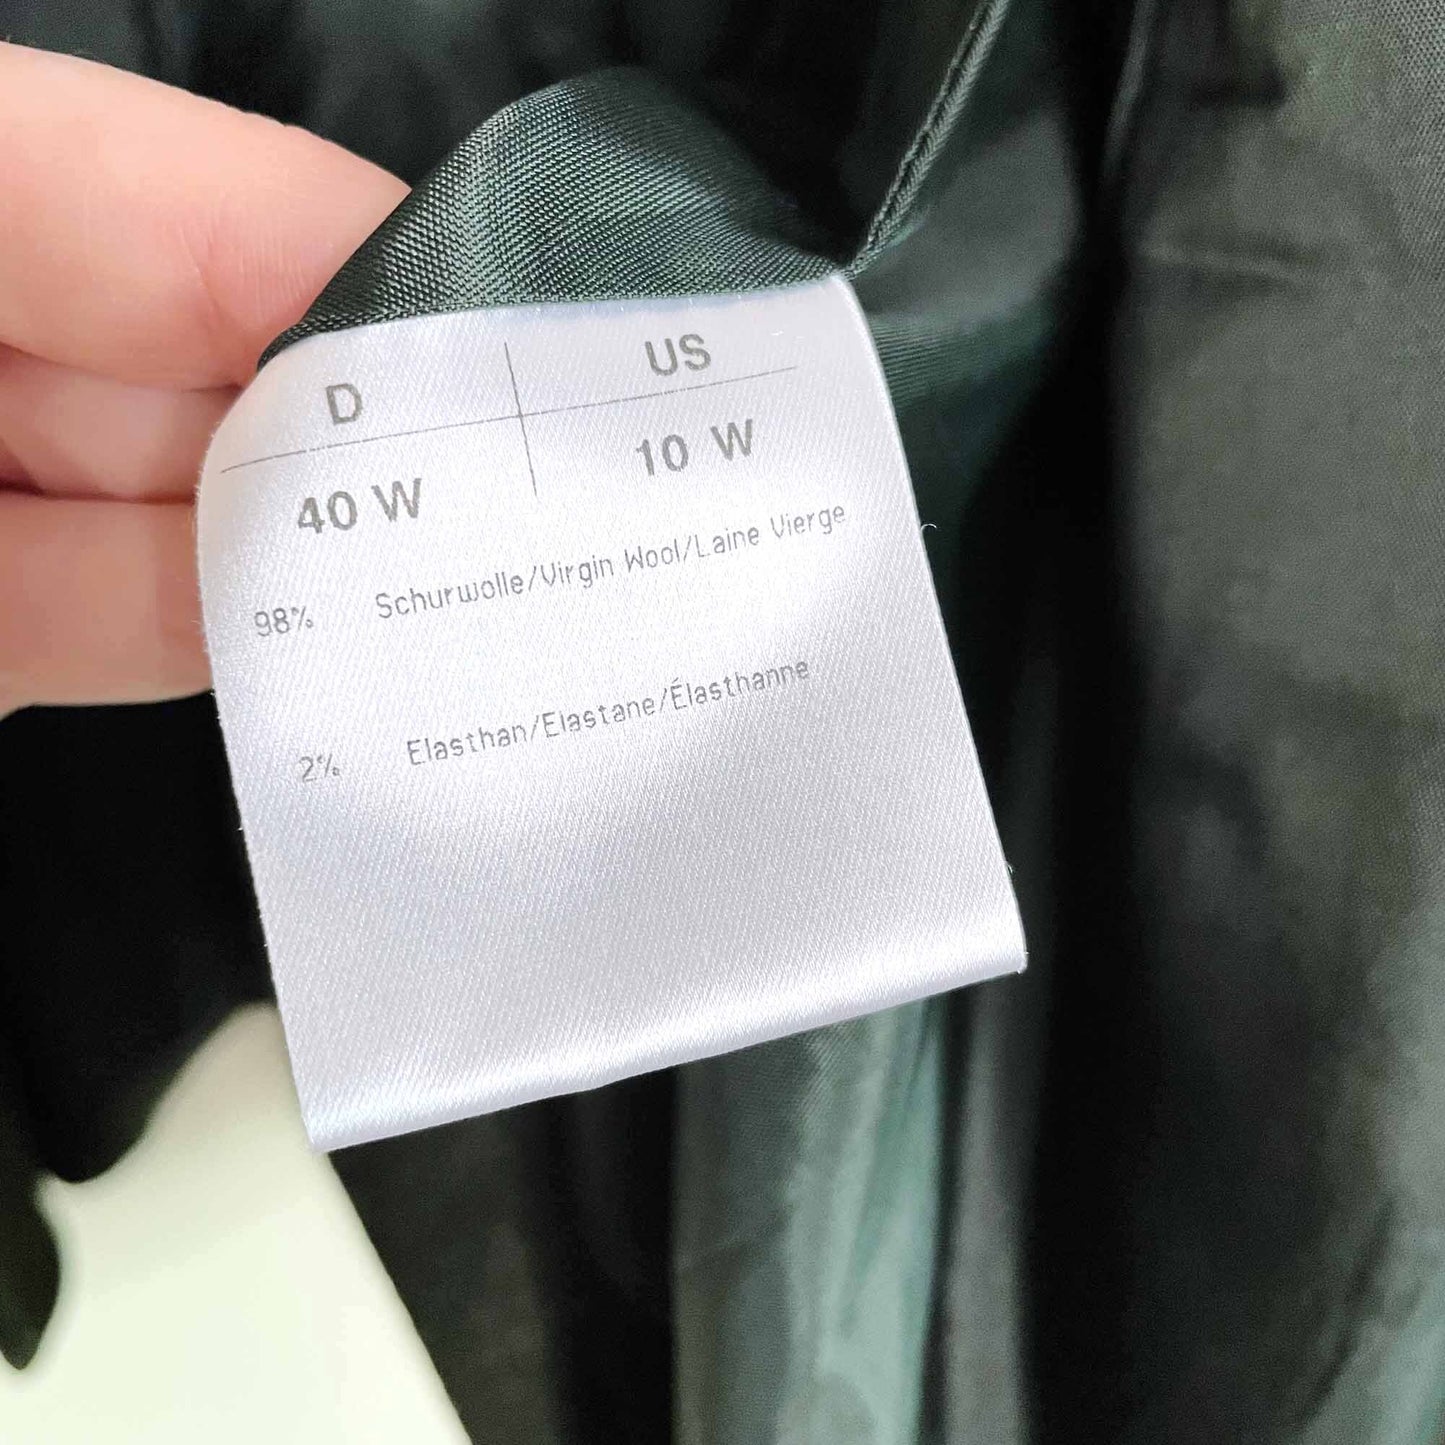 D US
40 W 10 W
98% Schurwolle/Virgin Wool/Laine Vierge
2% Elasthan/Elastane/Élasthanne